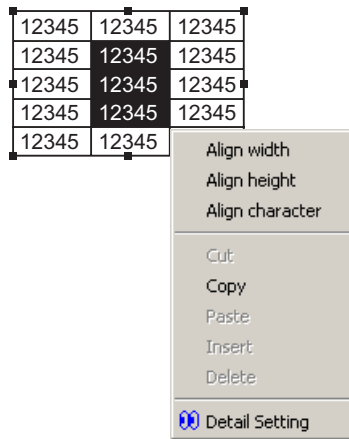 12345 12345 12345
12345 12345 12345
12345 12345 12345
12345 12345 12345
12345 12345
Align width
Align height
Align character
Cut
Copy
Paste
Insert
Delete
Detail Setting